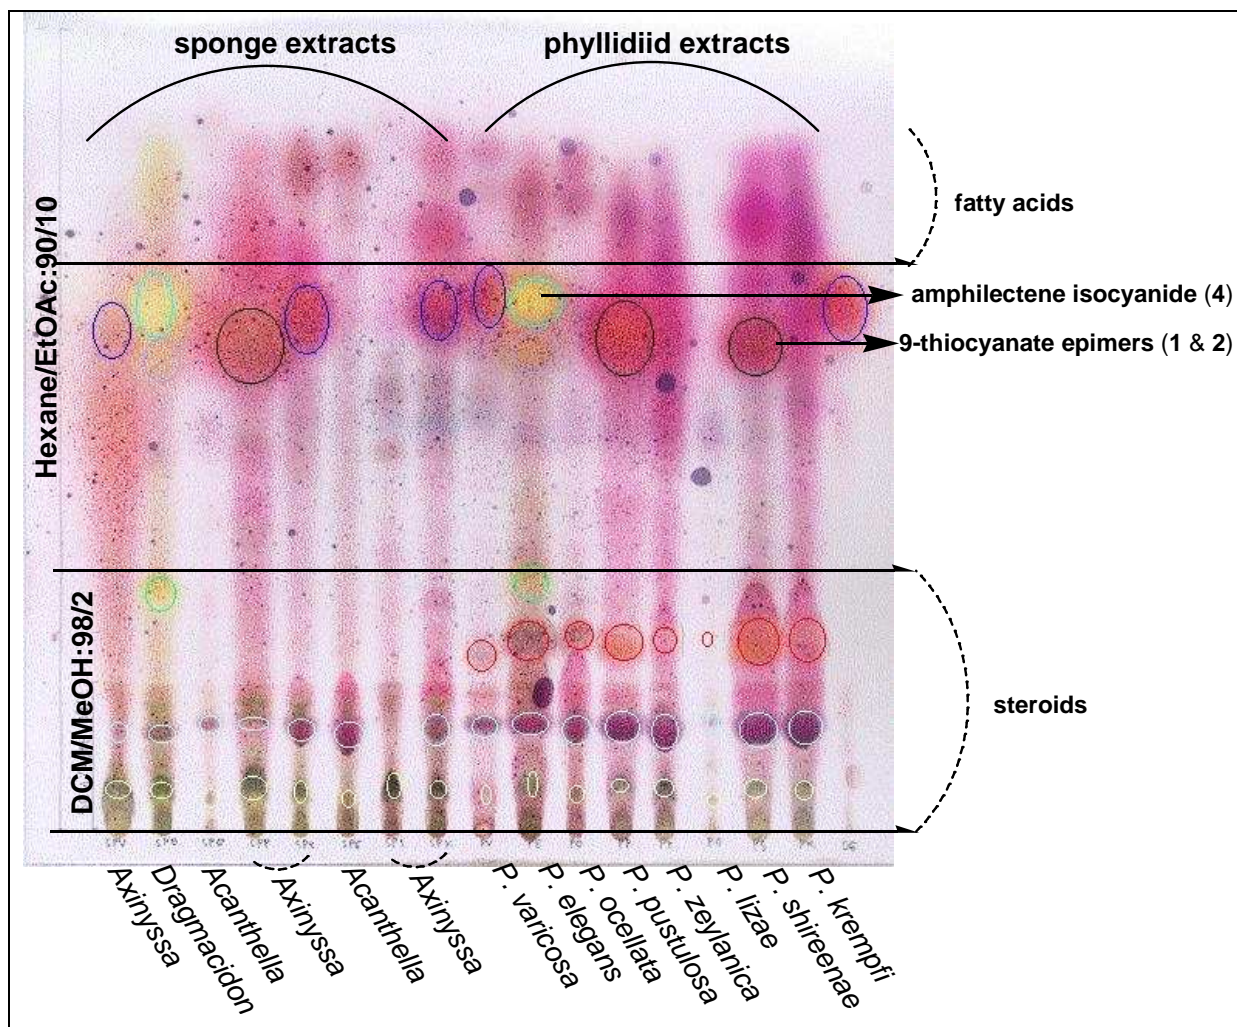 sponge extracts
phyllidiid extracts
Hexane/EtOAc:90/10
fatty acids
amphilectene isocyanide (4)
9-thiocyanate epimers (1 & 2)
DCM/MeOH:98/2
steroids
Axinyssa
Dragmacidon
Acanthella
Axinyssa
Acanthella
Axinyssa
P. varicosa
P. elegans
P. ocellata
P. pustulosa
P. zeylanica
P. lizae
P. shireenae
P. krempfi